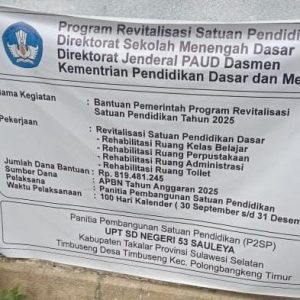 Program Revitalisasi Satuan Pendidi
Direktorat Sekolah Menengah Dasar
Direktorat Jenderal PAUD Dasmen
Kementrian Pendidikan Dasar dan Me
ama Kegiatan : Bantuan Pemerintah Program Revitalisasi
Satuan Pendidikan Tahun 2025
Pekerjaan : Revitalisasi Satuan Pendidikan Dasar
- Rehabilitasi Ruang Kelas Belajar
- Rehabilitasi Ruang Perpustakaan
- Rehabilitasi Ruang Administrasi
- Rehabilitasi Ruang Toilet
Jumlah Dana Bantuan : Rp. 819.481.245
Sumber Dana : APBN Tahun Anggaran 2025
Pelaksana : Panitia Pembangunan Satuan Pendidikan
Waktu Pelaksanaan : 100 Hari Kalender ( 30 September s/d 31 Desem
Panitia Pembangunan Satuan Pendidikan (P2SP)
UPT SD NEGERI 53 SAULEYA
Kabupaten Takalar Provinsi Sulawesi Selatan
Timbuseng Desa Timbuseng Kec. Polongbangkeng Timur